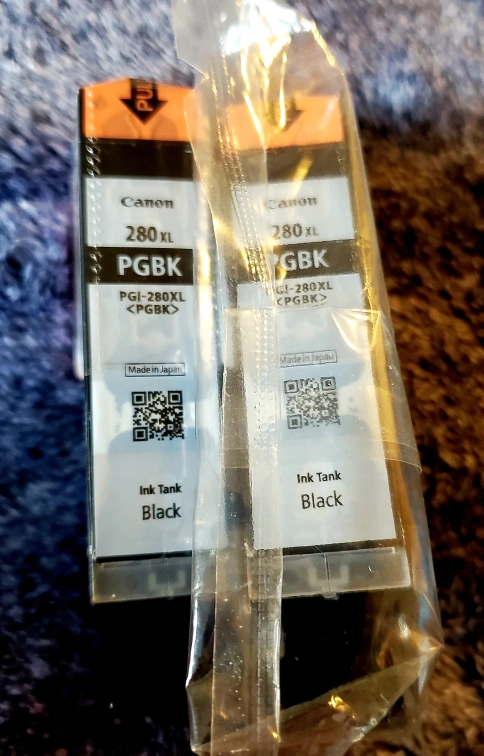 PULL
Canon
280XL
PGBK
PGI-280XL
<PGBK>
Made in Japan
Ink Tank
Black
Canon
280XL
PGBK
PGI-280XL
<PGBK>
Made in Japan
Ink Tank
Black